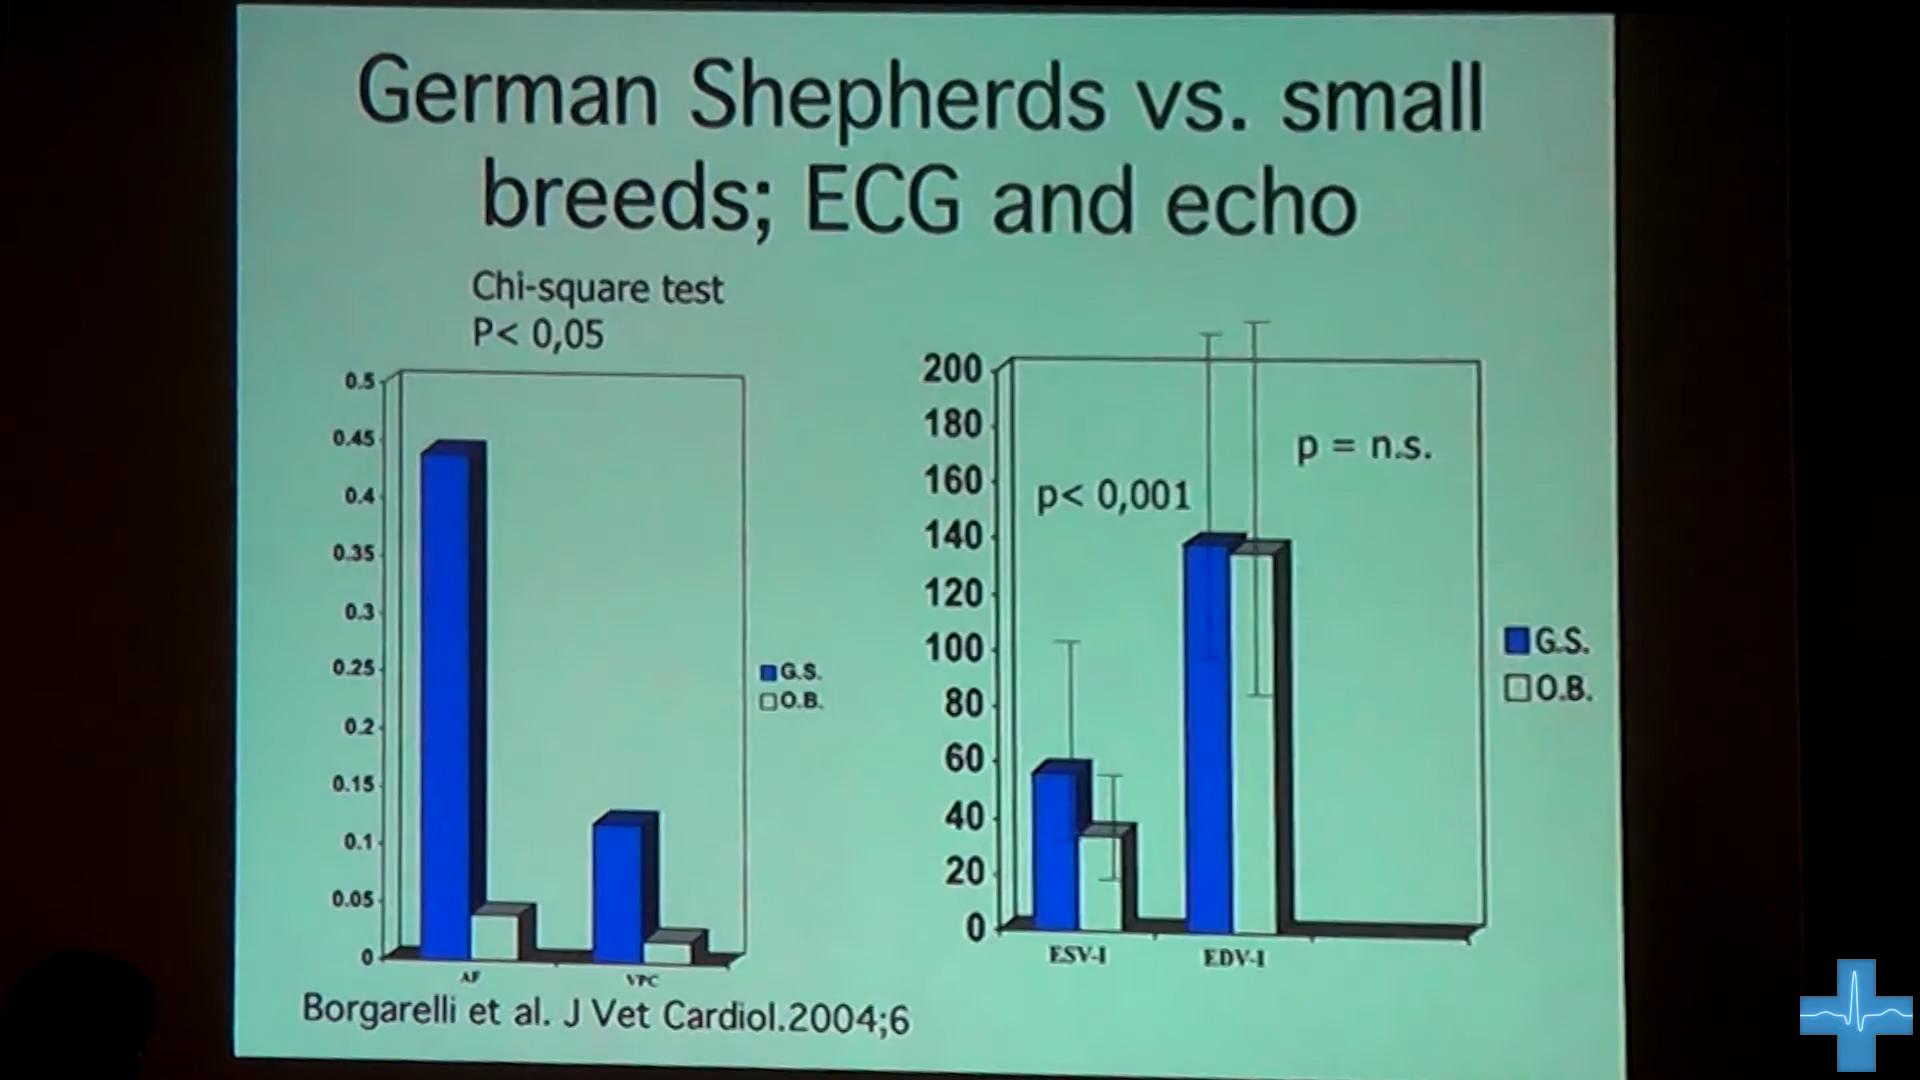 German Shepherds vs. small
breeds; ECG and echo
Chi-square test
P< 0,05
0.5
0.45
0.4
0.35
0.3
0.25
0.2
0.15
0.1
0.05
0
AF
VPC
G.S.
O.B.
200
180
160
140
120
100
80
60
40
20
0
p< 0,001
p = n.s.
ESV-I
EDV-I
G.S.
O.B.
Borgarelli et al. J Vet Cardiol.2004;6